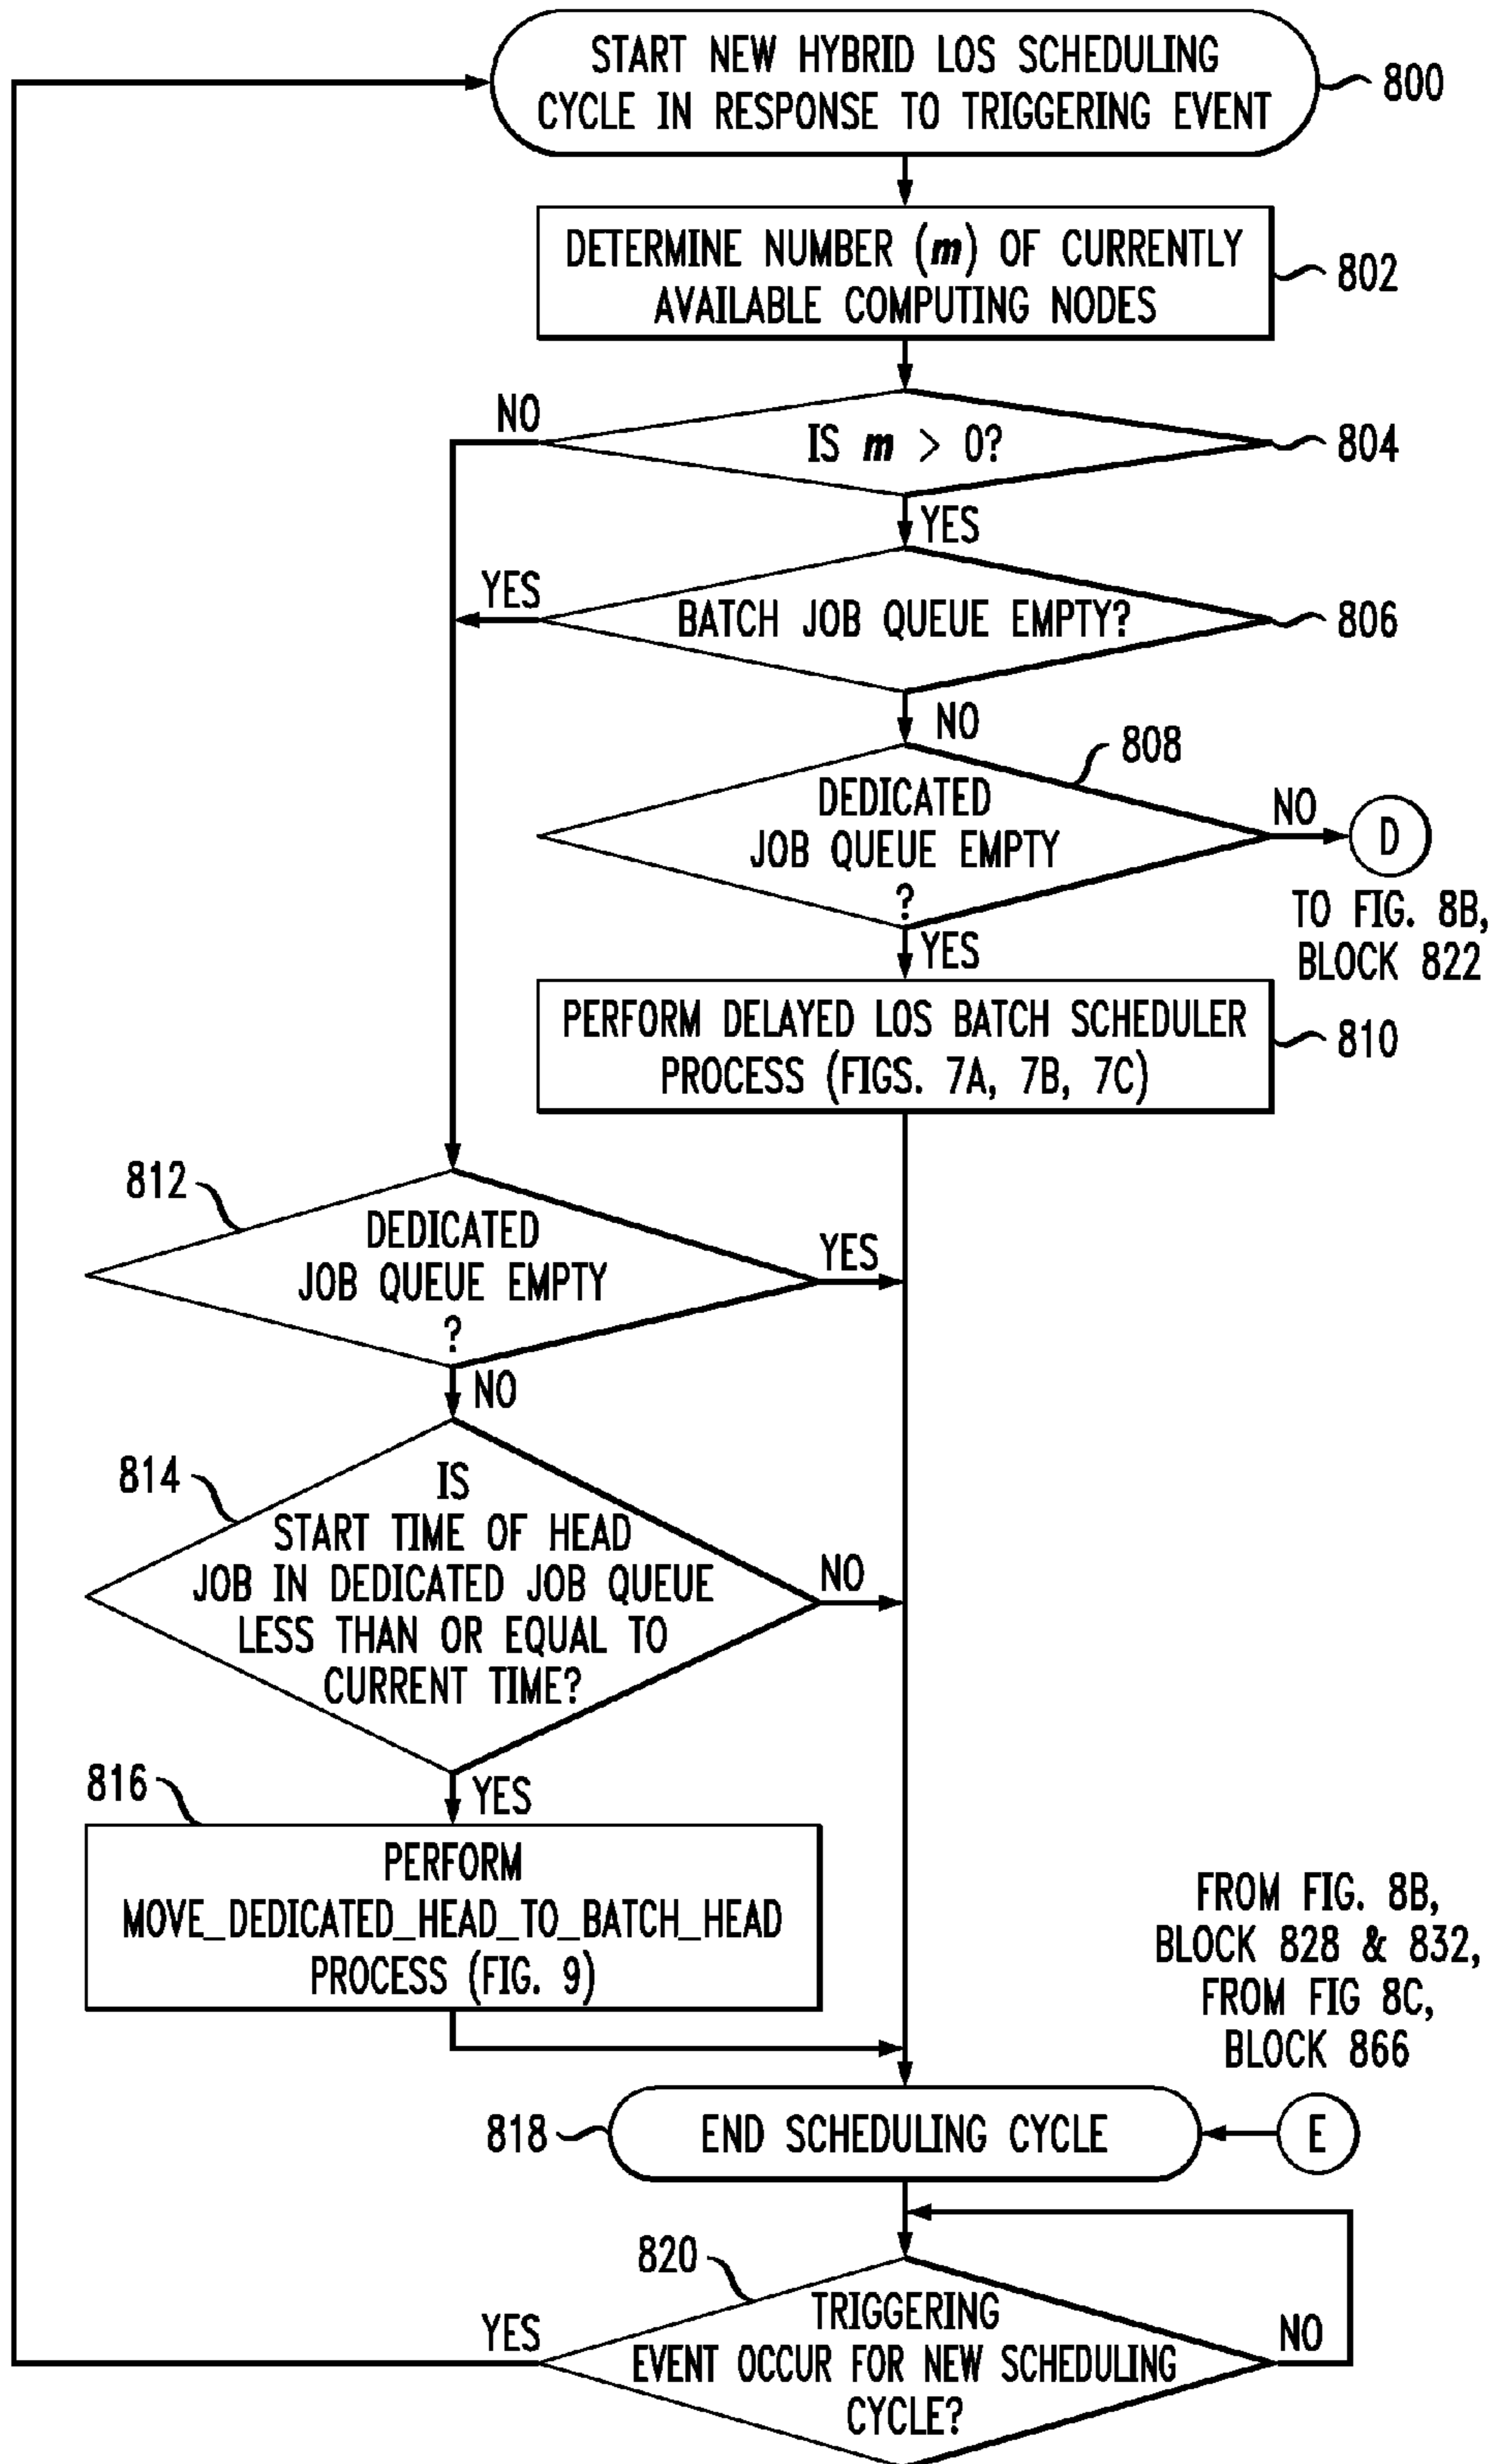 START NEW HYBRID LOS SCHEDULING
CYCLE IN RESPONSE TO TRIGGERING EVENT
800
DETERMINE NUMBER (m) OF CURRENTLY
AVAILABLE COMPUTING NODES
802
NO
IS m > 0?
804
YES
YES
BATCH JOB QUEUE EMPTY?
806
NO
808
DEDICATED
JOB QUEUE EMPTY
?
NO
D
TO FIG. 8B,
BLOCK 822
YES
PERFORM DELAYED LOS BATCH SCHEDULER
PROCESS (FIGS. 7A, 7B, 7C)
810
812
DEDICATED
JOB QUEUE EMPTY
?
YES
NO
814
IS
START TIME OF HEAD
JOB IN DEDICATED JOB QUEUE
LESS THAN OR EQUAL TO
CURRENT TIME?
NO
YES
816
PERFORM
MOVE_DEDICATED_HEAD_TO_BATCH_HEAD
PROCESS (FIG. 9)
FROM FIG. 8B,
BLOCK 828 & 832,
FROM FIG 8C,
BLOCK 866
818
END SCHEDULING CYCLE
E
820
TRIGGERING
EVENT OCCUR FOR NEW SCHEDULING
CYCLE?
YES
NO